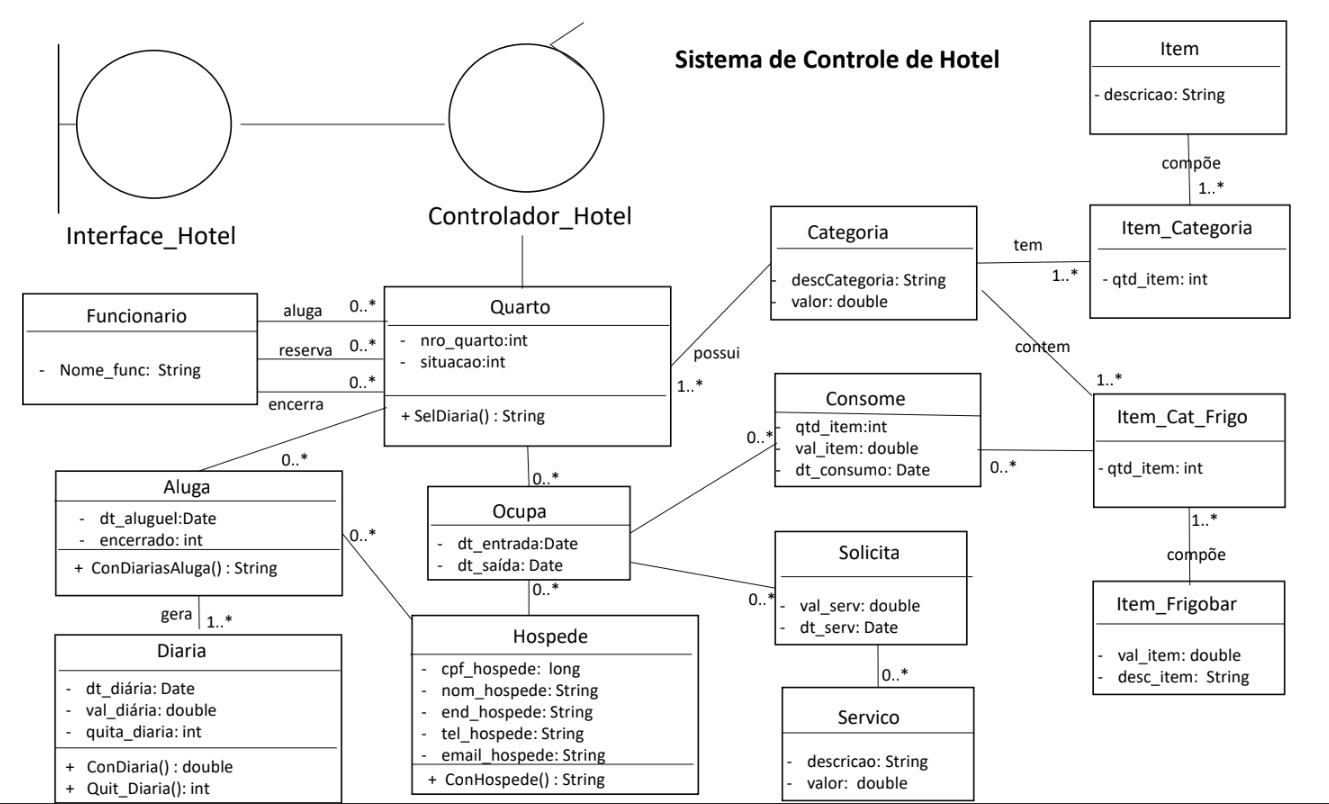 Sistema de Controle de Hotel
Interface_Hotel
Controlador_Hotel
Item
- descricao: String
compõe
1..*
Item_Categoria
- qtd_item: int
Categoria
- descCategoria: String
- valor: double
tem
1..*
contem
1..*
possui
1..*
Funcionario
- Nome_func: String
aluga 0..*
reserva 0..*
0..*
encerra
Quarto
- nro_quarto:int
- situacao:int
+ SelDiaria() : String
Consome
- qtd_item:int
- val_item: double
- dt_consumo: Date
0..*
0..*
Item_Cat_Frigo
- qtd_item: int
1..*
compõe
Item_Frigobar
- val_item: double
- desc_item: String
0..*
Aluga
- dt_aluguel:Date
- encerrado: int
+ ConDiariasAluga() : String
0..*
0..*
Ocupa
- dt_entrada:Date
- dt_saída: Date
0..*
Solicita
- val_serv: double
- dt_serv: Date
0..*
0..*
gera 1..*
Diaria
- dt_diária: Date
- val_diária: double
- quita_diaria: int
+ ConDiaria() : double
+ Quit_Diaria(): int
Hospede
- cpf_hospede: long
- nom_hospede: String
- end_hospede: String
- tel_hospede: String
- email_hospede: String
+ ConHospede() : String
Servico
- descricao: String
- valor: double